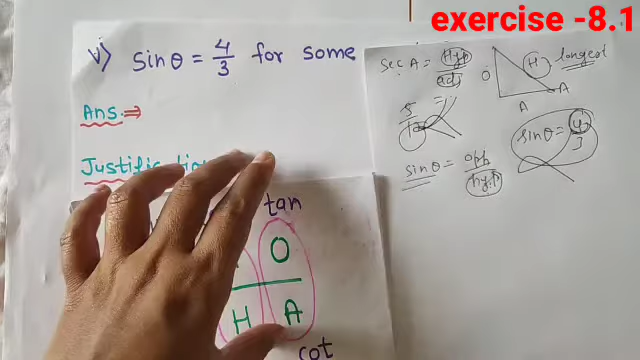 exercise -8.1
v) sin θ = 4/3 for some
Ans ⇒
sec A = Hyp/adj
H
longest
O
A
A
sin θ = 4/3
sin θ = opp/hyp
tan
O
H A
cot